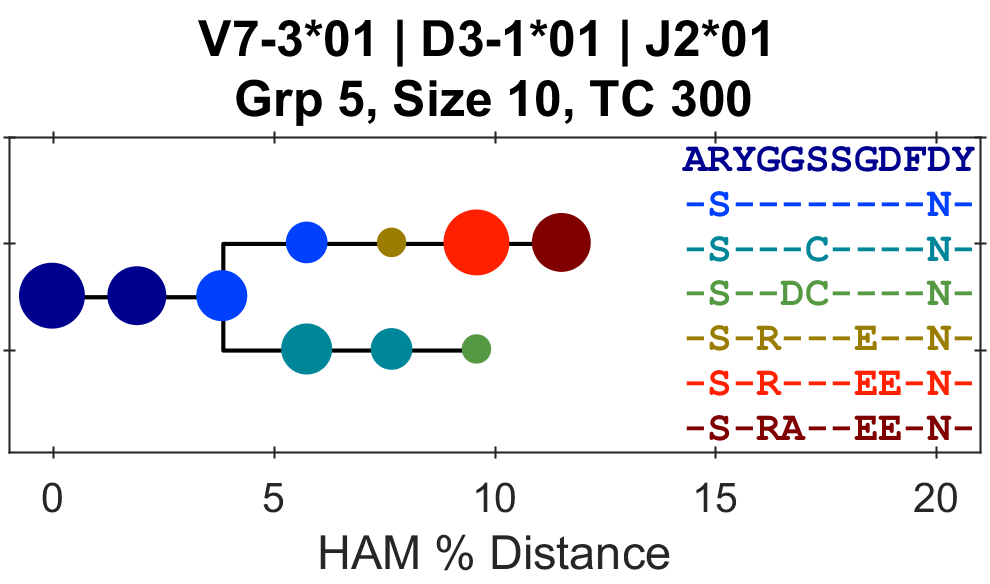 V7-3*01 | D3-1*01 | J2*01
Grp 5, Size 10, TC 300
ARYGGSSGDFDY
-S--------N-
-S---C----N-
-S--DC----N-
-S-R---E--N-
-S-R---EE-N-
-S-RA--EE-N-
0 5 10 15 20
HAM % Distance